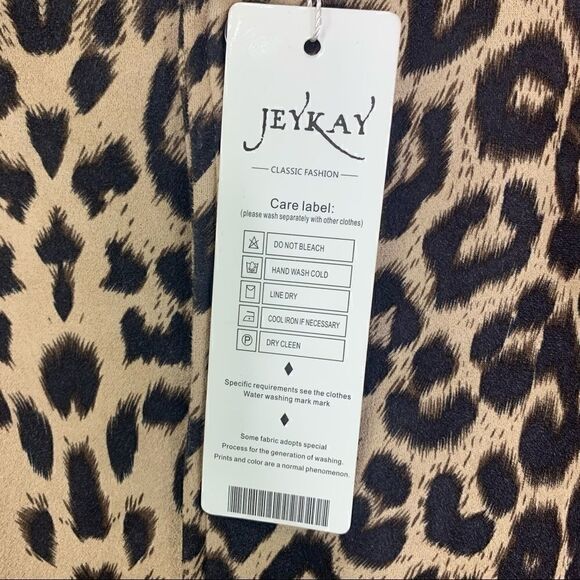 JEYKAY
CLASSIC FASHION
Care label:
(please wash separately with other clothes)
DO NOT BLEACH
HAND WASH COLD
LINE DRY
COOL IRON IF NECESSARY
P DRY CLEEN
Specific requirements see the clothes
Water washing mark mark
Some fabric adopts special
Process for the generation of washing.
Prints and color are a normal phenomenon.